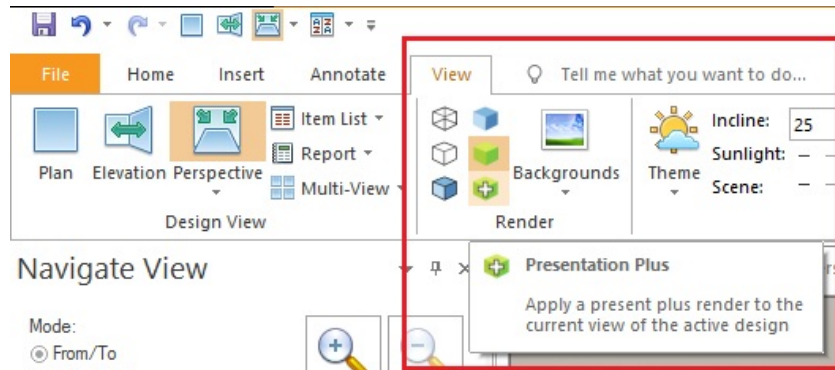 File Home Insert Annotate View Tell me what you want to do...
Plan Elevation Perspective
Item List
Report
Multi-View
Design View
Backgrounds
Render
Theme
Incline: 25
Sunlight: – –
Scene: – –
Navigate View
Mode:
From/To
Presentation Plus
Apply a present plus render to the
current view of the active design